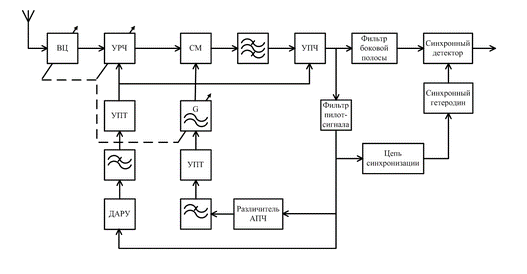 ВЦ
УРЧ
СМ
УПЧ
Фильтр
боковой
полосы
Синхронный
детектор
УПТ
G
Фильтр
пилот-
сигнала
Синхронный
гетеродин
УПТ
Цепь
синхронизации
ДАРУ
Различитель
АПЧ